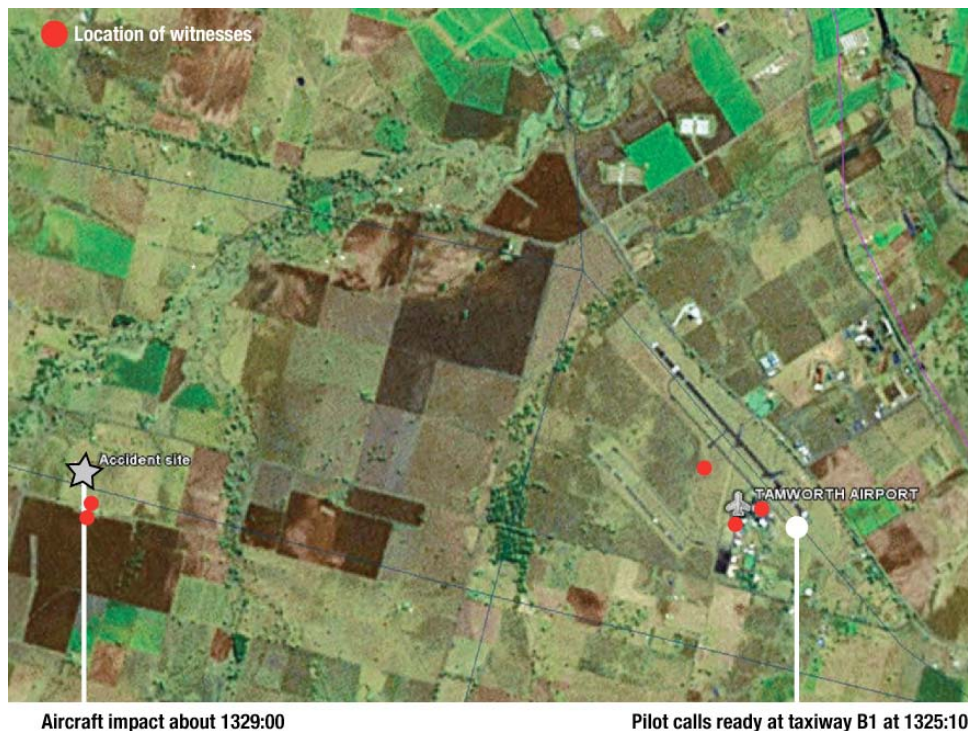 Location of witnesses
Accident site
TAMWORTH AIRPORT
Aircraft impact about 1329:00
Pilot calls ready at taxiway B1 at 1325:10